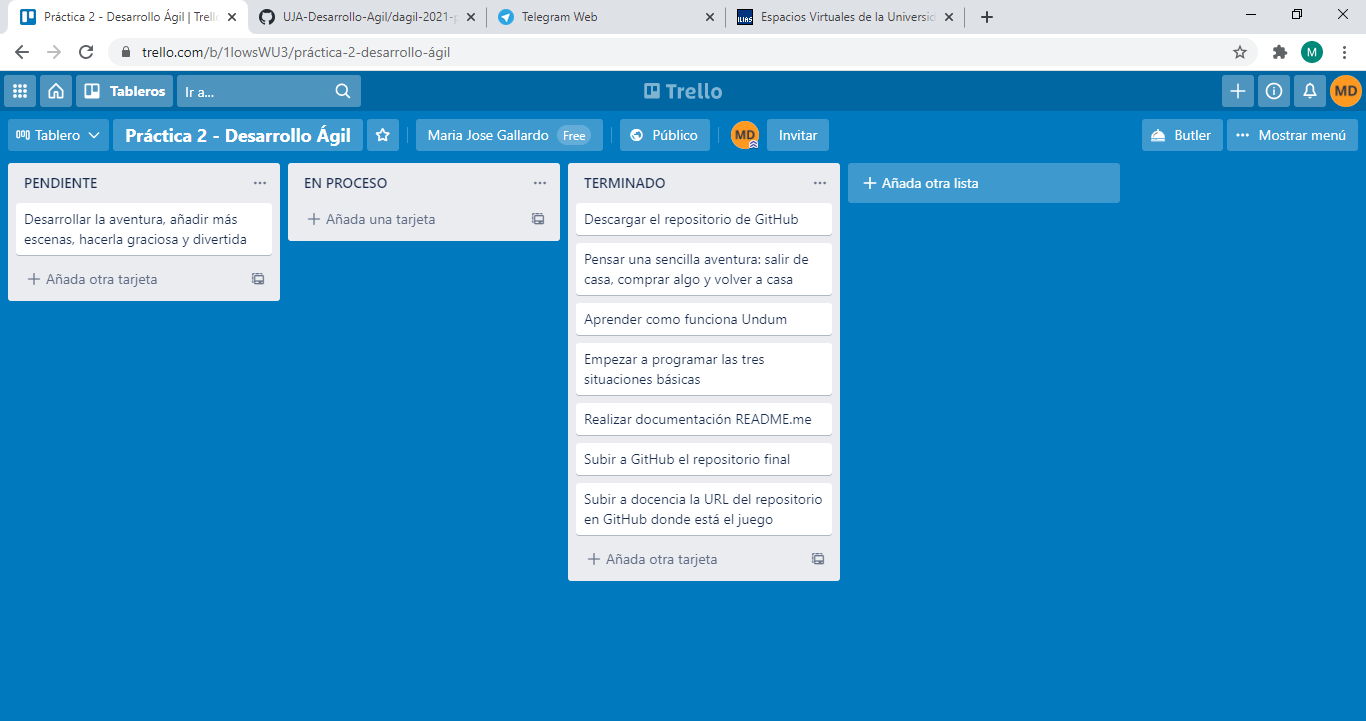 Práctica 2 - Desarrollo Ágil | Trell
UJA-Desarrollo-Agil/dagil-2021-p
Telegram Web
ILIAS
Espacios Virtuales de la Universid
trello.com/b/1IowsWU3/práctica-2-desarrollo-ágil
M
Tableros
Ir a...
Trello
MD
Tablero
Práctica 2 - Desarrollo Ágil
Maria Jose Gallardo Free
Público
MD
Invitar
Butler
Mostrar menú
PENDIENTE
Desarrollar la aventura, añadir más
escenas, hacerla graciosa y divertida
Añada otra tarjeta
EN PROCESO
Añada una tarjeta
TERMINADO
Descargar el repositorio de GitHub
Pensar una sencilla aventura: salir de
casa, comprar algo y volver a casa
Aprender como funciona Undum
Empezar a programar las tres
situaciones básicas
Realizar documentación README.me
Subir a GitHub el repositorio final
Subir a docencia la URL del repositorio
en GitHub donde está el juego
Añada otra tarjeta
Añada otra lista